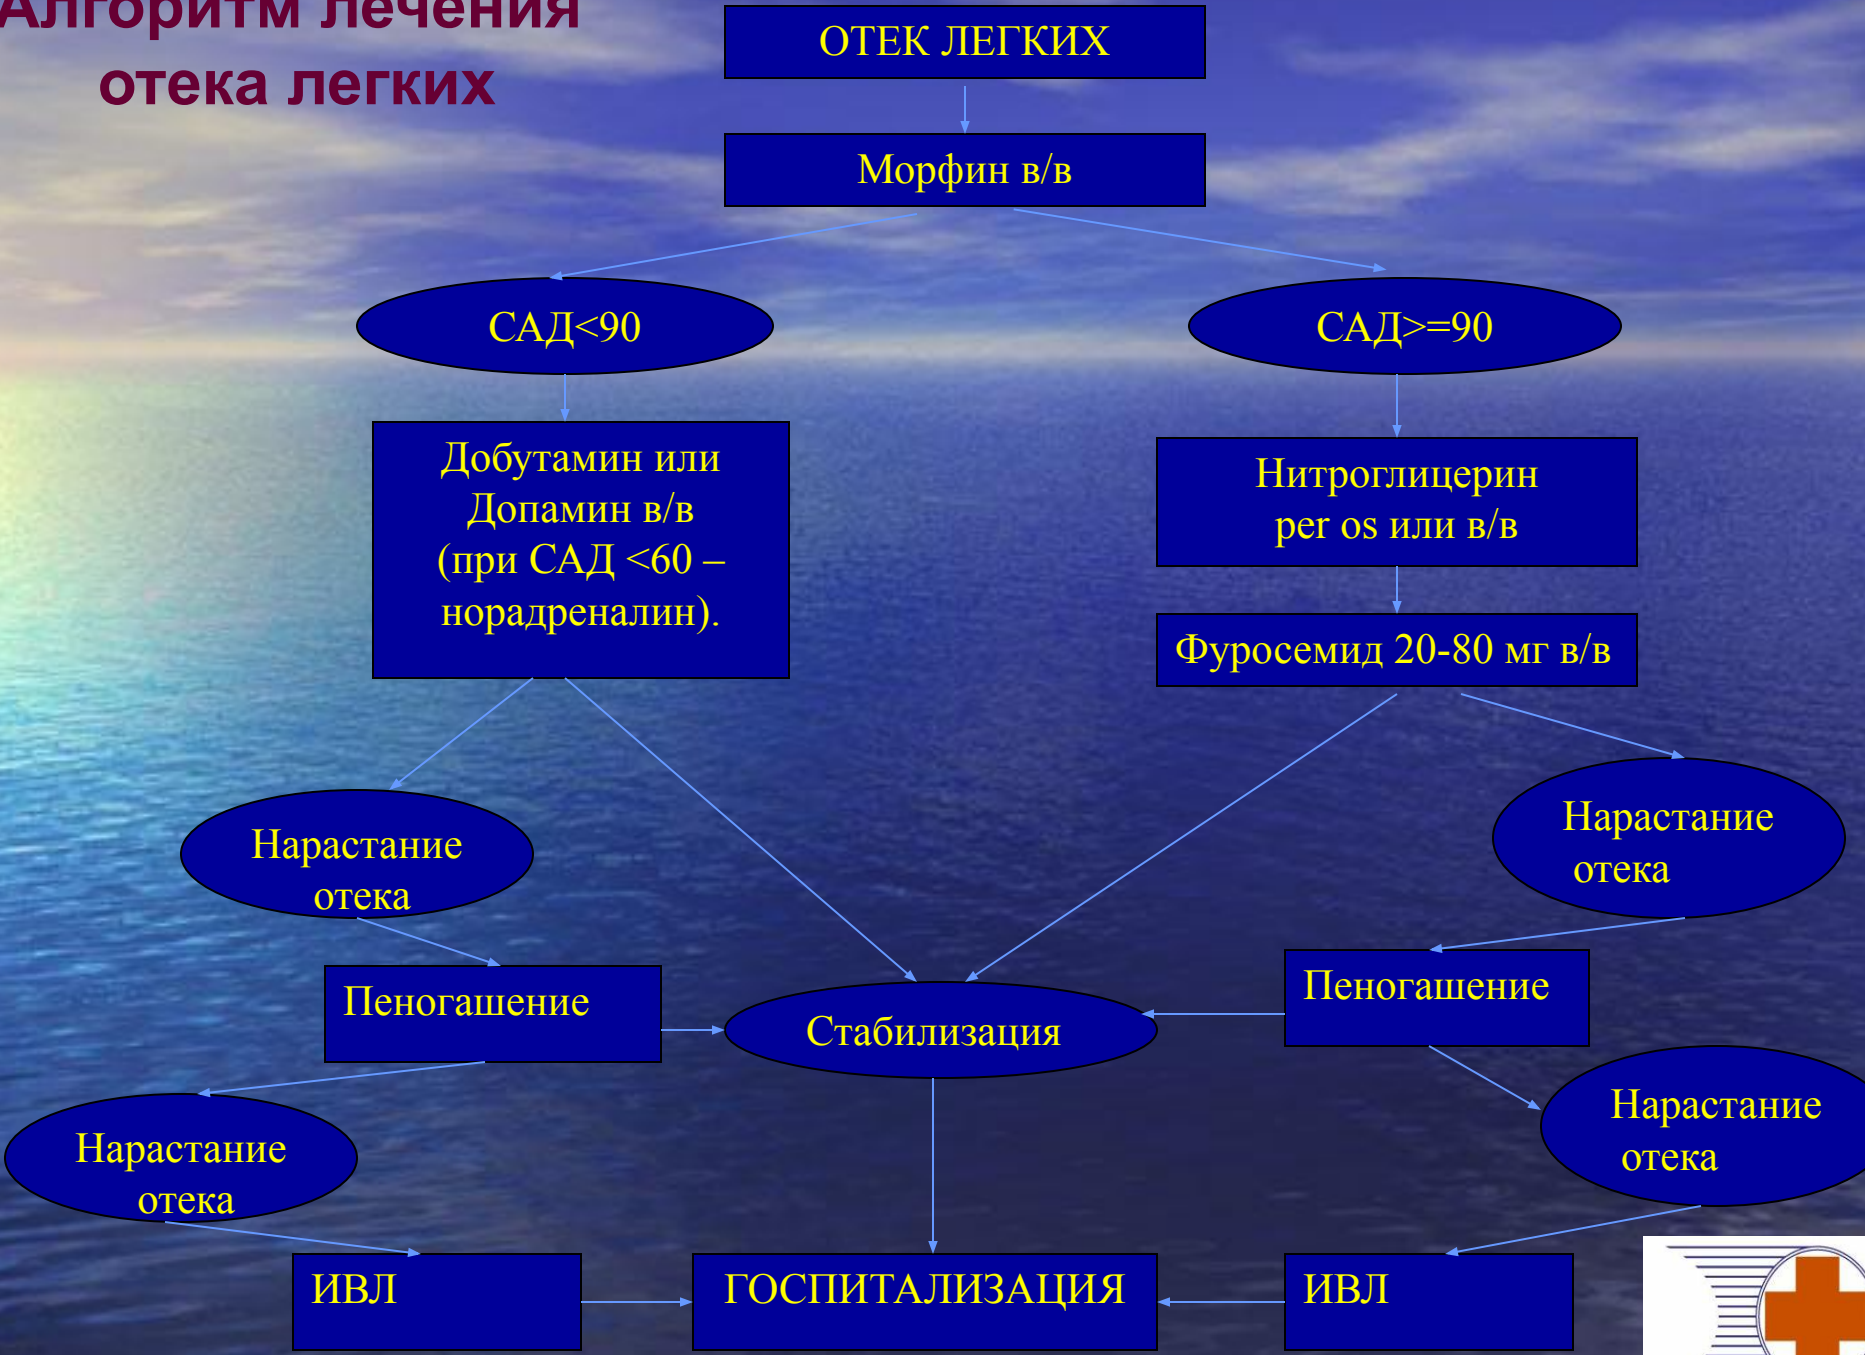 Алгоритм лечения
отека легких
ОТЕК ЛЕГКИХ
Морфин в/в
САД<90
САД>=90
Добутамин или
Допамин в/в
(при САД <60 –
норадреналин).
Нитроглицерин
per os или в/в
Фуросемид 20-80 мг в/в
Нарастание
отека
Нарастание
отека
Пеногашение
Стабилизация
Пеногашение
Нарастание
отека
Нарастание
отека
ИВЛ
ГОСПИТАЛИЗАЦИЯ
ИВЛ